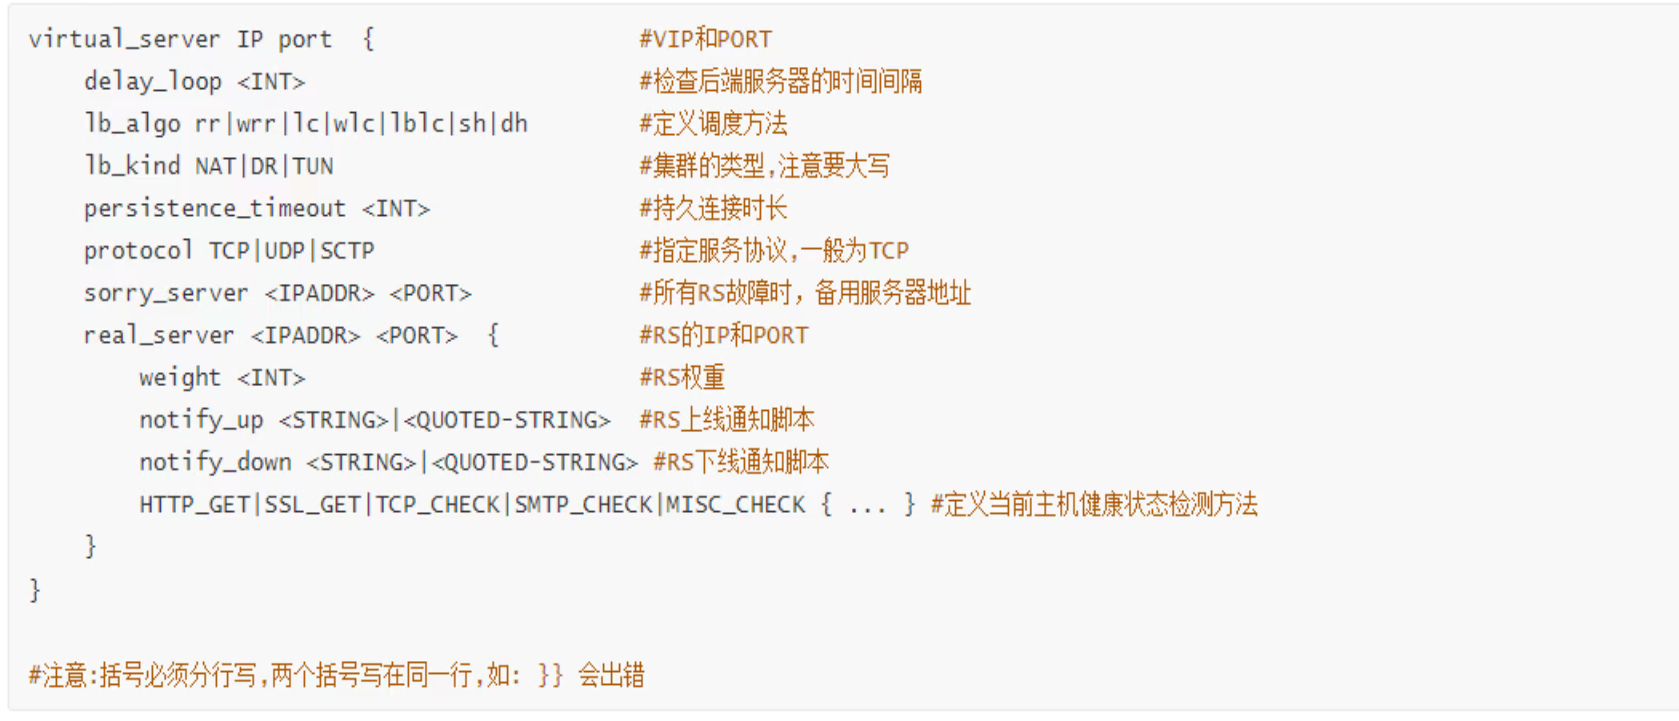 virtual_server IP port  {                   #VIP和PORT
    delay_loop <INT>                        #检查后端服务器的时间间隔
    lb_algo rr|wrr|lc|wlc|lblc|sh|dh        #定义调度方法
    lb_kind NAT|DR|TUN                      #集群的类型,注意要大写
    persistence_timeout <INT>               #持久连接时长
    protocol TCP|UDP|SCTP                   #指定服务协议,一般为TCP
    sorry_server <IPADDR> <PORT>            #所有RS故障时，备用服务器地址
    real_server <IPADDR> <PORT>  {          #RS的IP和PORT
        weight <INT>                        #RS权重
        notify_up <STRING>|<QUOTED-STRING>  #RS上线通知脚本
        notify_down <STRING>|<QUOTED-STRING> #RS下线通知脚本
        HTTP_GET|SSL_GET|TCP_CHECK|SMTP_CHECK|MISC_CHECK { ... } #定义当前主机健康状态检测方法
    }
}
#注意:括号必须分行写,两个括号写在同一行,如: }} 会出错